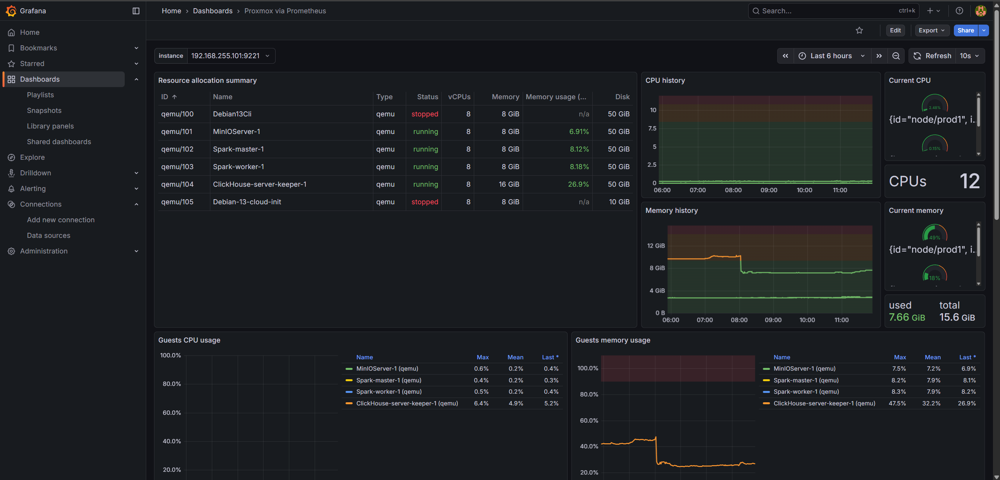 Grafana
Home › Dashboards › Proxmox via Prometheus
Search...
ctrl+k
Home
Bookmarks
Starred
Dashboards
Playlists
Snapshots
Library panels
Shared dashboards
Explore
Drilldown
Alerting
Connections
Add new connection
Data sources
Administration
Edit
Export
Share
instance 192.168.255.101:9221
Last 6 hours
Refresh 10s
Resource allocation summary
ID Name Type Status vCPUs Memory Memory usage (... Disk
qemu/100 Debian13Cli qemu stopped 8 8 GiB n/a 50 GiB
qemu/101 MinIOServer-1 qemu running 8 8 GiB 6.91% 50 GiB
qemu/102 Spark-master-1 qemu running 8 8 GiB 8.12% 50 GiB
qemu/103 Spark-worker-1 qemu running 8 8 GiB 8.18% 50 GiB
qemu/104 ClickHouse-server-keeper-1 qemu running 8 16 GiB 26.9% 50 GiB
qemu/105 Debian-13-cloud-init qemu stopped 8 8 GiB n/a 10 GiB
CPU history
10
7.5
5
2.5
0
06:00 07:00 08:00 09:00 10:00 11:00
Current CPU
2.48%
{id="node/prod1", i...
0.15%
CPUs 12
Memory history
12 GiB
8 GiB
4 GiB
0 B
06:00 07:00 08:00 09:00 10:00 11:00
Current memory
49%
{id="node/prod1", i...
18%
used total
7.66 GiB 15.6 GiB
Guests CPU usage
100.0%
80.0%
60.0%
40.0%
20.0%
Name Max Mean Last *
MinIOServer-1 (qemu) 0.6% 0.2% 0.4%
Spark-master-1 (qemu) 0.4% 0.2% 0.3%
Spark-worker-1 (qemu) 0.5% 0.2% 0.4%
ClickHouse-server-keeper-1 (qemu) 6.4% 4.9% 5.2%
Guests memory usage
100.0%
80.0%
60.0%
40.0%
20.0%
Name Max Mean Last *
MinIOServer-1 (qemu) 7.5% 7.2% 6.9%
Spark-master-1 (qemu) 8.2% 7.9% 8.1%
Spark-worker-1 (qemu) 8.3% 7.9% 8.2%
ClickHouse-server-keeper-1 (qemu) 47.5% 32.2% 26.9%